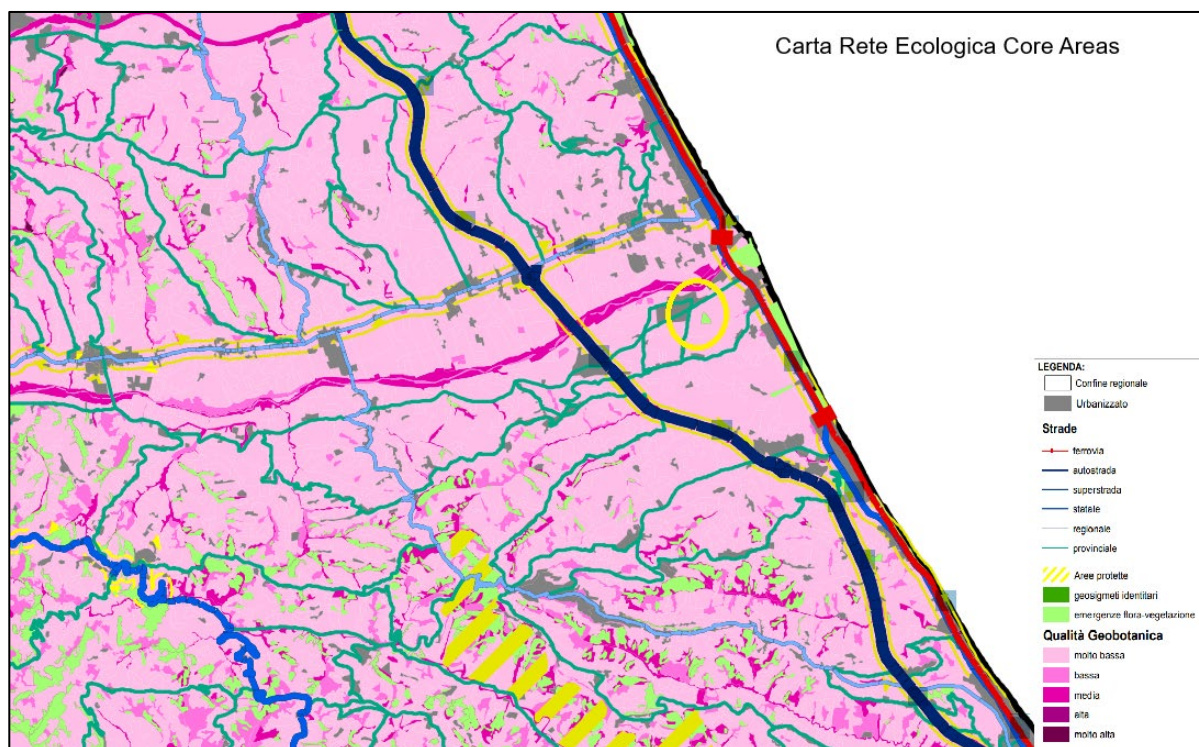 Carta Rete Ecologica Core Areas
LEGENDA:
Confine regionale
Urbanizzato
Strade
ferrovia
autostrada
superstrada
statale
regionale
provinciale
Aree protette
geosigmeti identitari
emergenze flora-vegetazione
Qualità Geobotanica
molto bassa
bassa
media
alta
molto alta